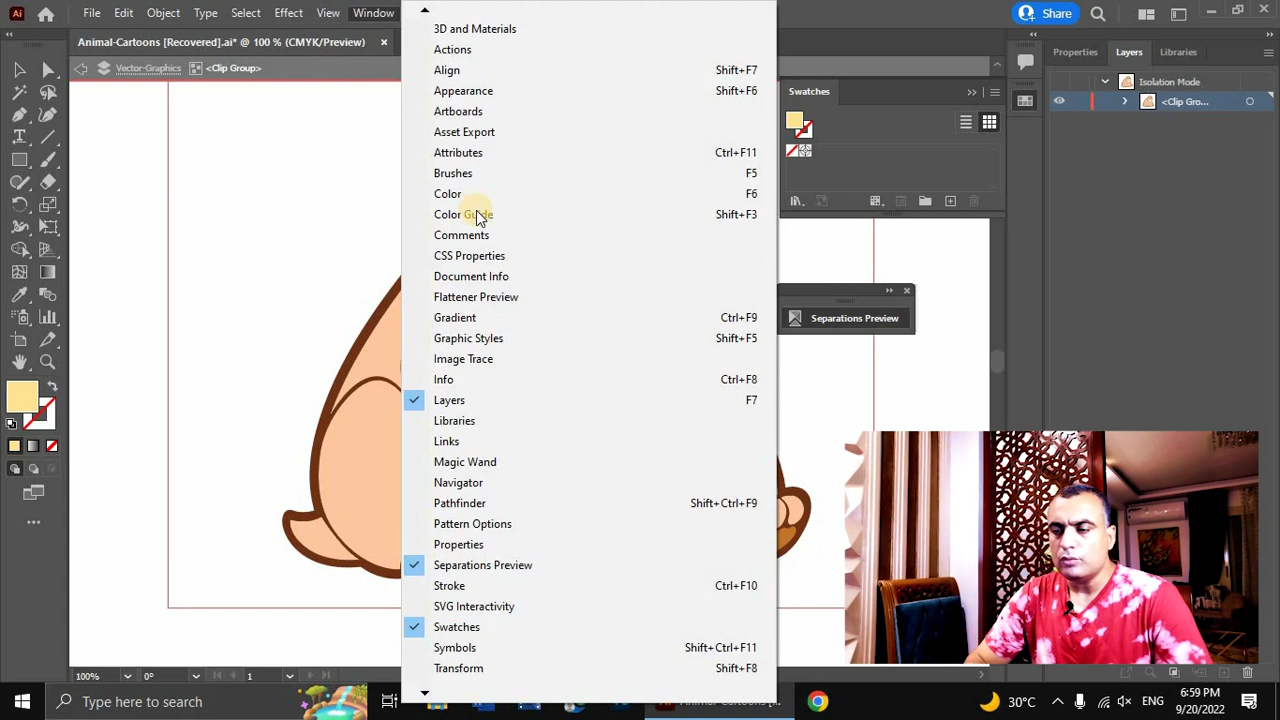 Ai File Edit Object Type Select Effect Window Share
Animal-Cartoons [Recovered].ai* @ 100 % (CMYK/Preview) ×
Vector-Graphics <Clip Group>
3D and Materials
Actions
Align Shift+F7
Appearance Shift+F6
Artboards
Asset Export
Attributes Ctrl+F11
Brushes F5
Color F6
Color Guide Shift+F3
Comments
CSS Properties
Document Info
Flattener Preview
Gradient Ctrl+F9
Graphic Styles Shift+F5
Image Trace
Info Ctrl+F8
Layers F7
Libraries
Links
Magic Wand
Navigator
Pathfinder Shift+Ctrl+F9
Pattern Options
Properties
Separations Preview
Stroke Ctrl+F10
SVG Interactivity
Swatches
Symbols Shift+Ctrl+F11
Transform Shift+F8
Swatches
Separations Preview
Properties Layers Libraries
Isolation Mode
<Clip Gro...
100% 0° 1
Type here to search
30°C ENG 6:59 PM
9/20/2022